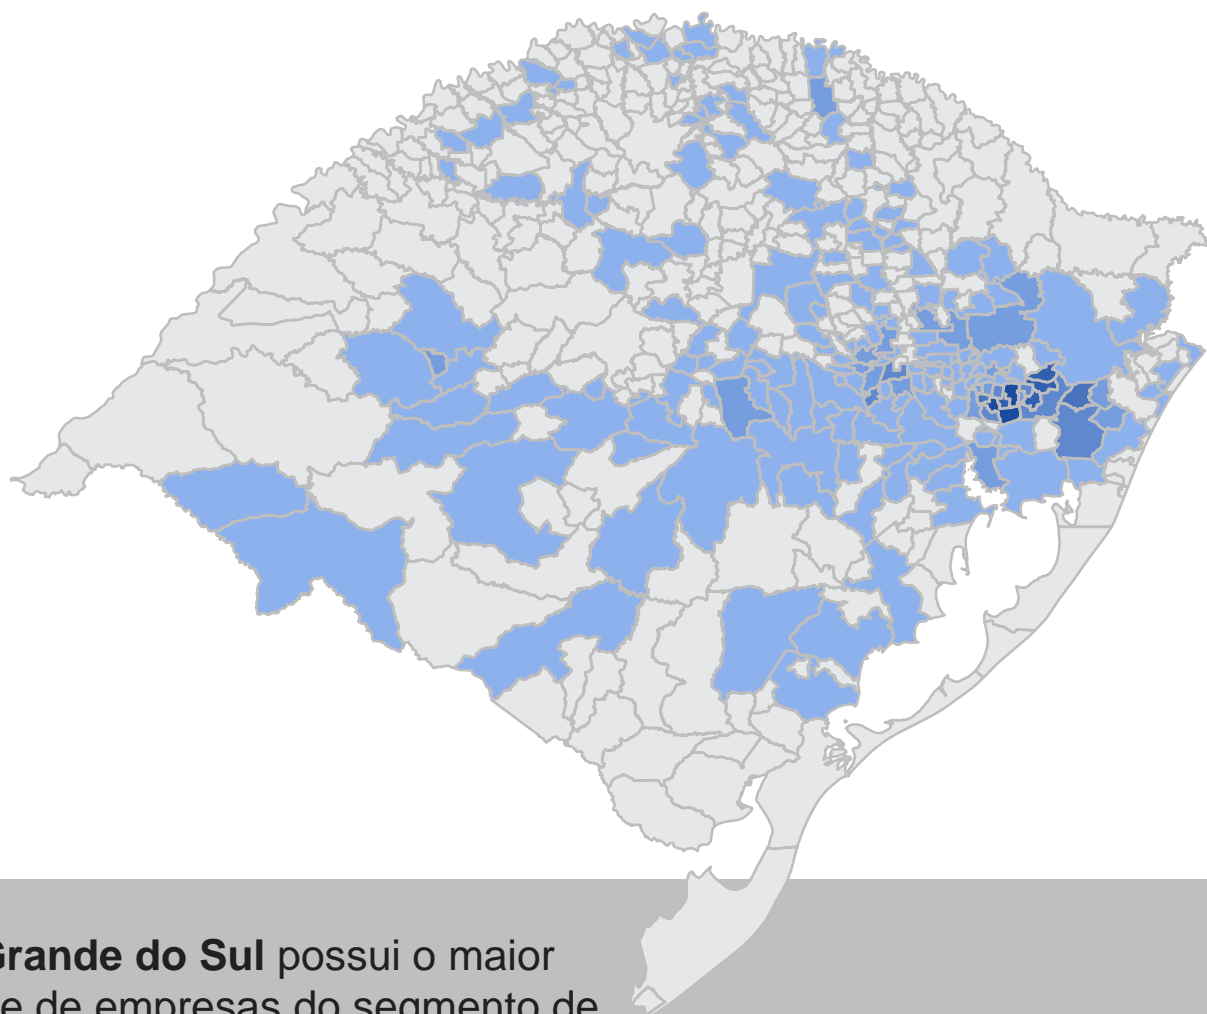 Grande do Sul possui o maior
e de empresas do segmento de